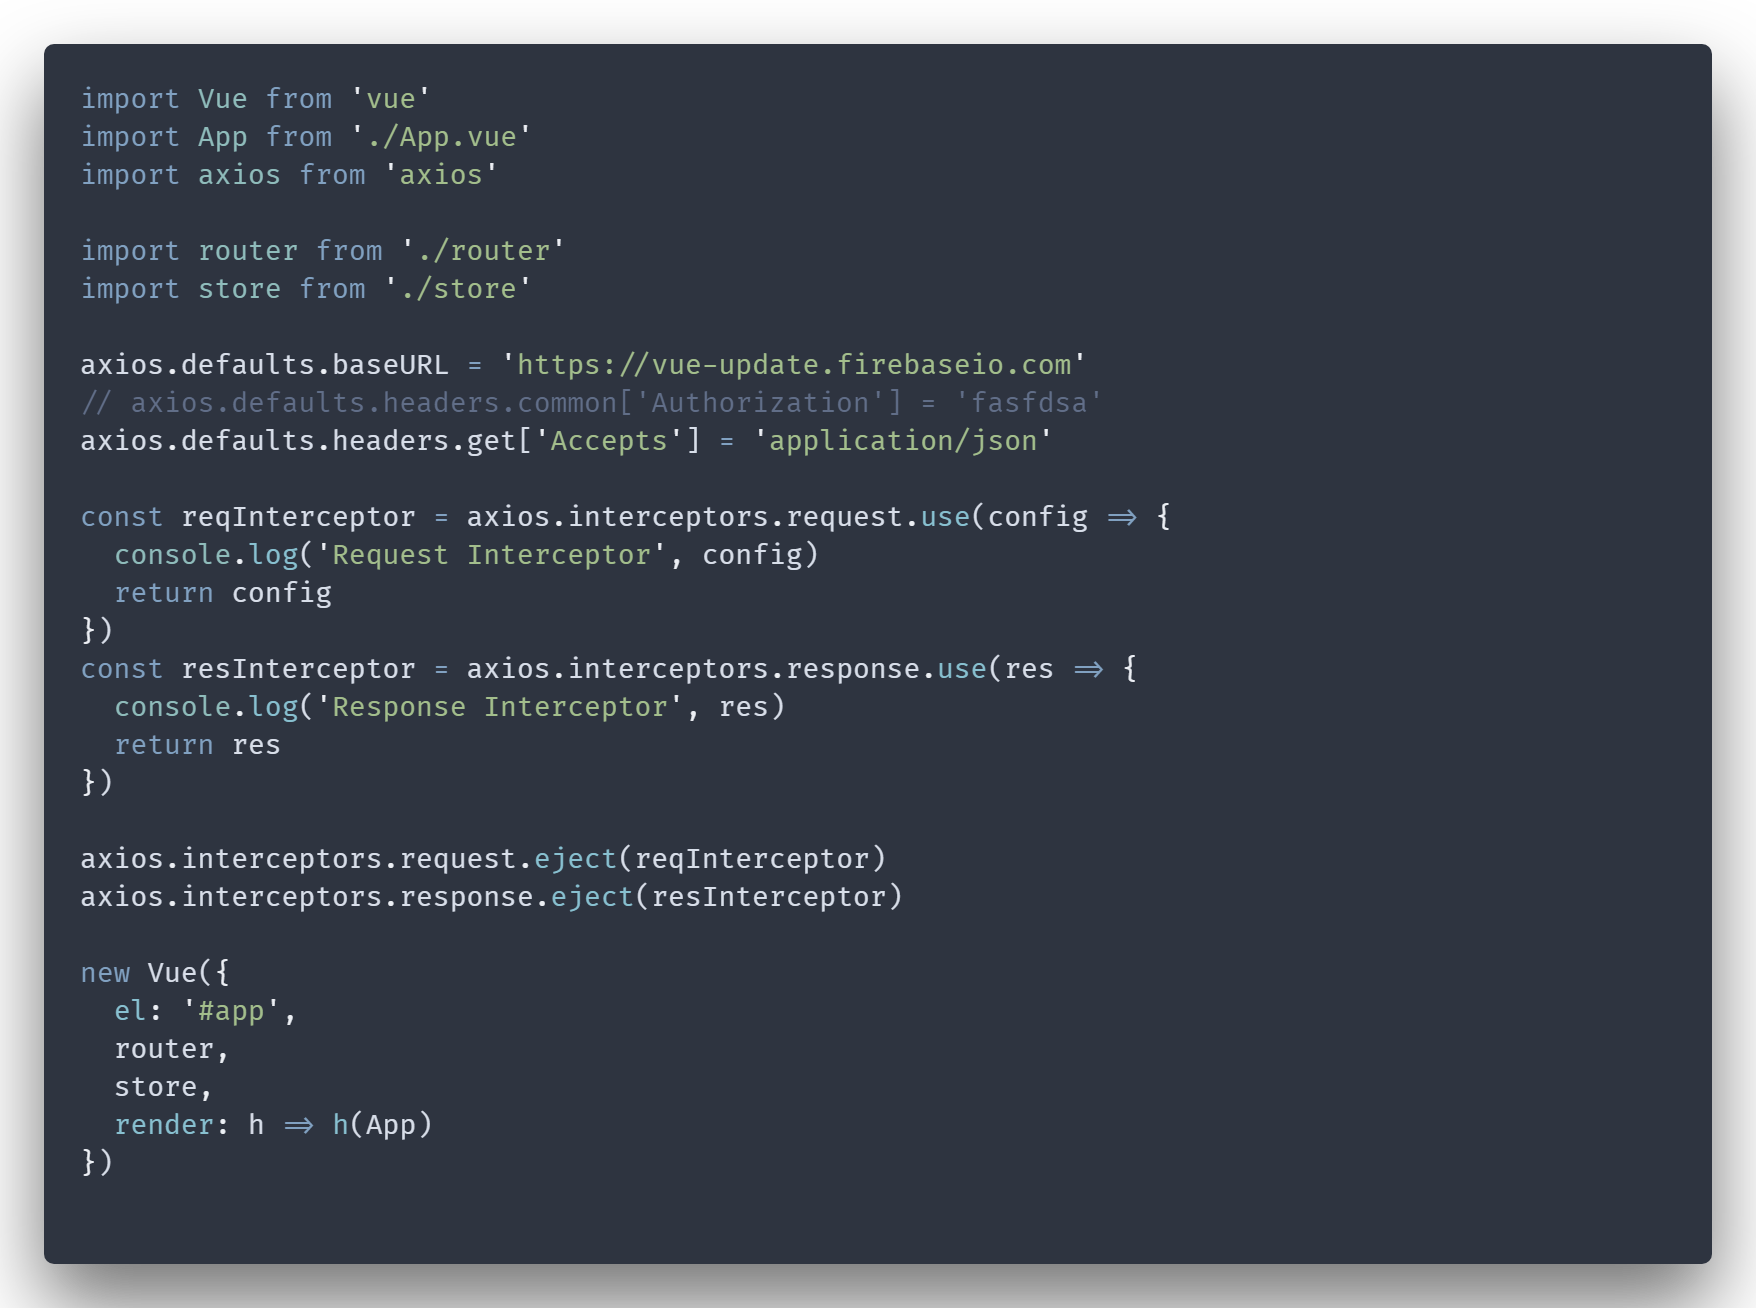 import Vue from 'vue'
import App from './App.vue'
import axios from 'axios'

import router from './router'
import store from './store'

axios.defaults.baseURL = 'https://vue-update.firebaseio.com'
// axios.defaults.headers.common['Authorization'] = 'fasfdsa'
axios.defaults.headers.get['Accepts'] = 'application/json'

const reqInterceptor = axios.interceptors.request.use(config => {
  console.log('Request Interceptor', config)
  return config
})
const resInterceptor = axios.interceptors.response.use(res => {
  console.log('Response Interceptor', res)
  return res
})

axios.interceptors.request.eject(reqInterceptor)
axios.interceptors.response.eject(resInterceptor)

new Vue({
  el: '#app',
  router,
  store,
  render: h => h(App)
})